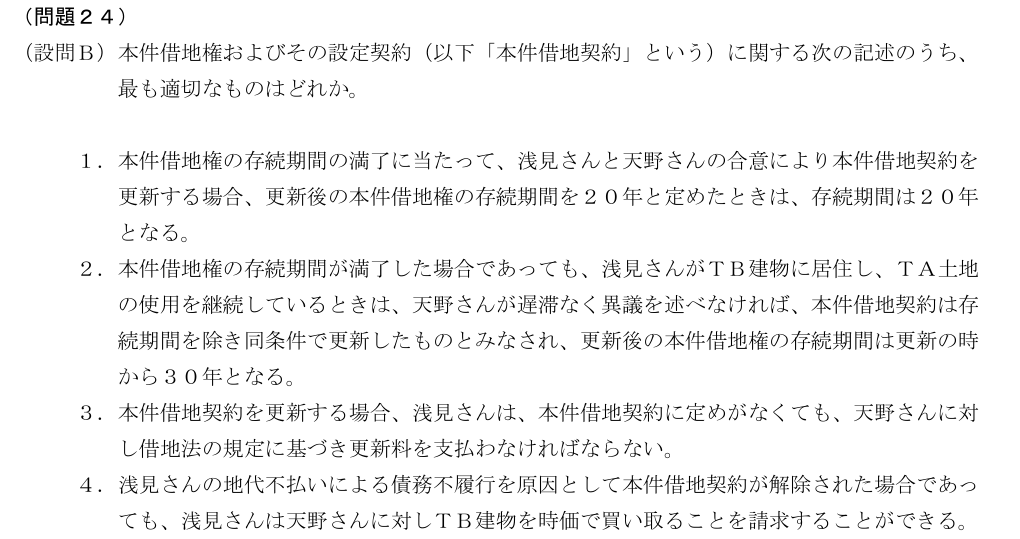 （問題２４）
（設問Ｂ）本件借地権およびその設定契約（以下「本件借地契約」という）に関する次の記述のうち、
最も適切なものはどれか。
１．本件借地権の存続期間の満了に当たって、浅見さんと天野さんの合意により本件借地契約を
更新する場合、更新後の本件借地権の存続期間を２０年と定めたときは、存続期間は２０年
となる。
２．本件借地権の存続期間が満了した場合であっても、浅見さんがＴＢ建物に居住し、ＴＡ土地
の使用を継続しているときは、天野さんが遅滞なく異議を述べなければ、本件借地契約は存
続期間を除き同条件で更新したものとみなされ、更新後の本件借地権の存続期間は更新の時
から３０年となる。
３．本件借地契約を更新する場合、浅見さんは、本件借地契約に定めがなくても、天野さんに対
し借地法の規定に基づき更新料を支払わなければならない。
４．浅見さんの地代不払いによる債務不履行を原因として本件借地契約が解除された場合であっ
ても、浅見さんは天野さんに対しＴＢ建物を時価で買い取ることを請求することができる。